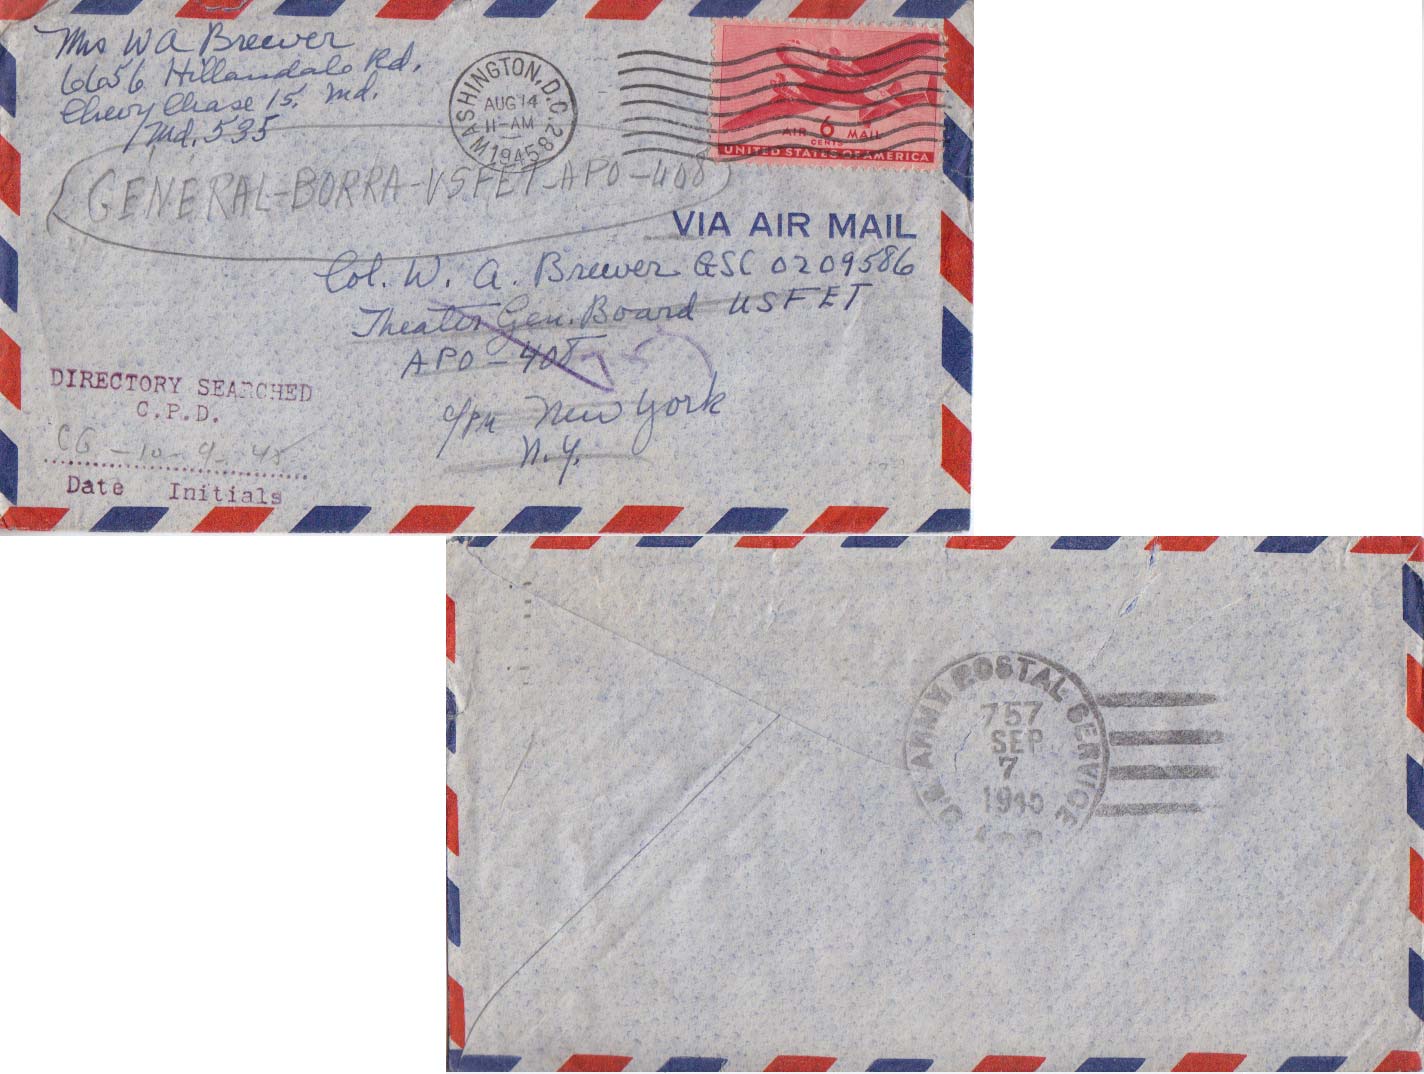 Mrs W A Brewer
6656 Hillandale Rd.
Chevy Chase 15, Md.
Md. 535
WASHINGTON, D.C. 28
AUG 14
11-AM
1945
AIR 6 MAIL
CENTS
UNITED STATES OF AMERICA
GENERAL-BORRA-USFET-APO-408
VIA AIR MAIL
Col. W. A. Brewer GSC 0209586
Theater Gen. Board USFET
APO-408
c/pm New York
N.Y.
DIRECTORY SEARCHED
C.P.D.
CG-10-9-45
Date Initials
U.S. ARMY POSTAL SERVICE
757
SEP
7
1945